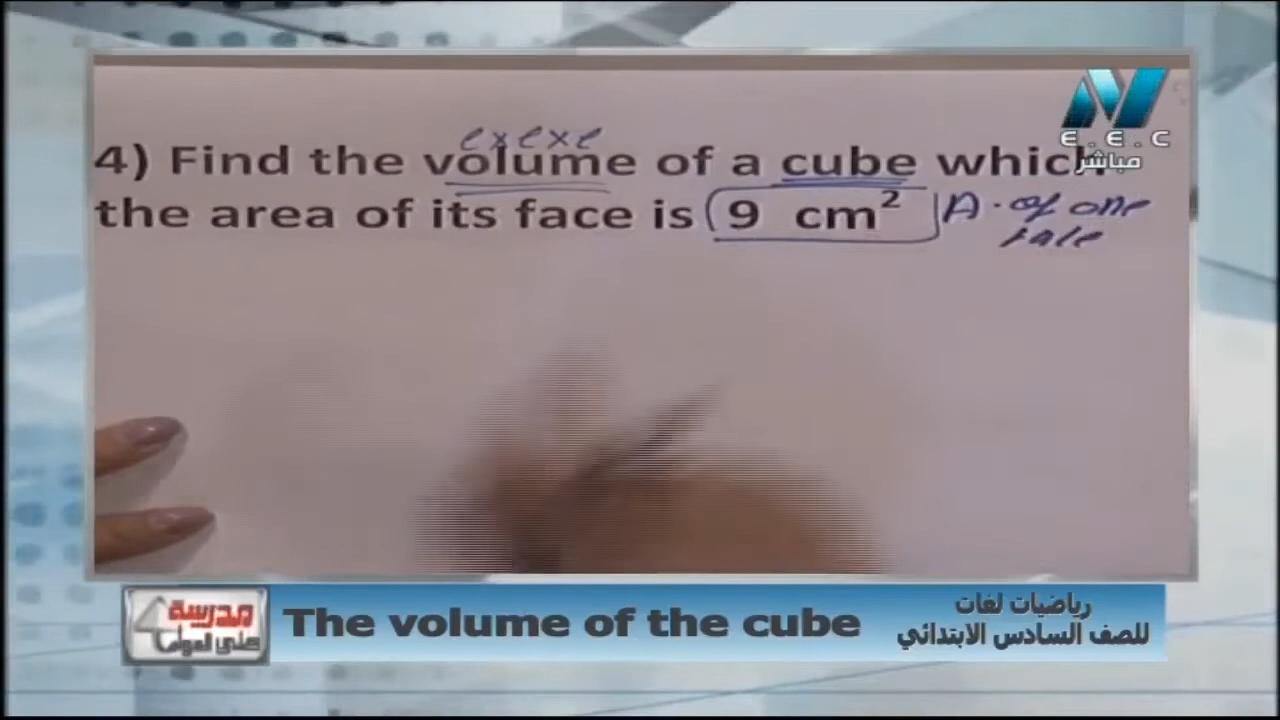 e×e×e
4) Find the volume of a cube which
the area of its face is 9 cm² A. of one
face
E.E.C
مباشر
مدرسة
على الهواء
The volume of the cube
رياضيات لغات
للصف السادس الابتدائي